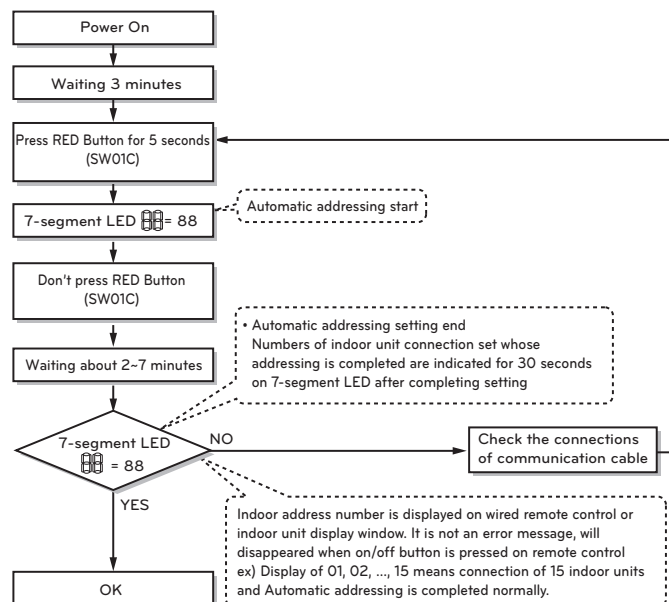 Power On
Waiting 3 minutes
Press RED Button for 5 seconds
(SW01C)
7-segment LED 88 = 88
Automatic addressing start
Don't press RED Button
(SW01C)
• Automatic addressing setting end
Numbers of indoor unit connection set whose
addressing is completed are indicated for 30 seconds
on 7-segment LED after completing setting
Waiting about 2~7 minutes
7-segment LED
88 = 88
NO
Check the connections
of communication cable
YES
Indoor address number is displayed on wired remote control or
indoor unit display window. It is not an error message, will
disappeared when on/off button is pressed on remote control
ex) Display of 01, 02, ..., 15 means connection of 15 indoor units
and Automatic addressing is completed normally.
OK